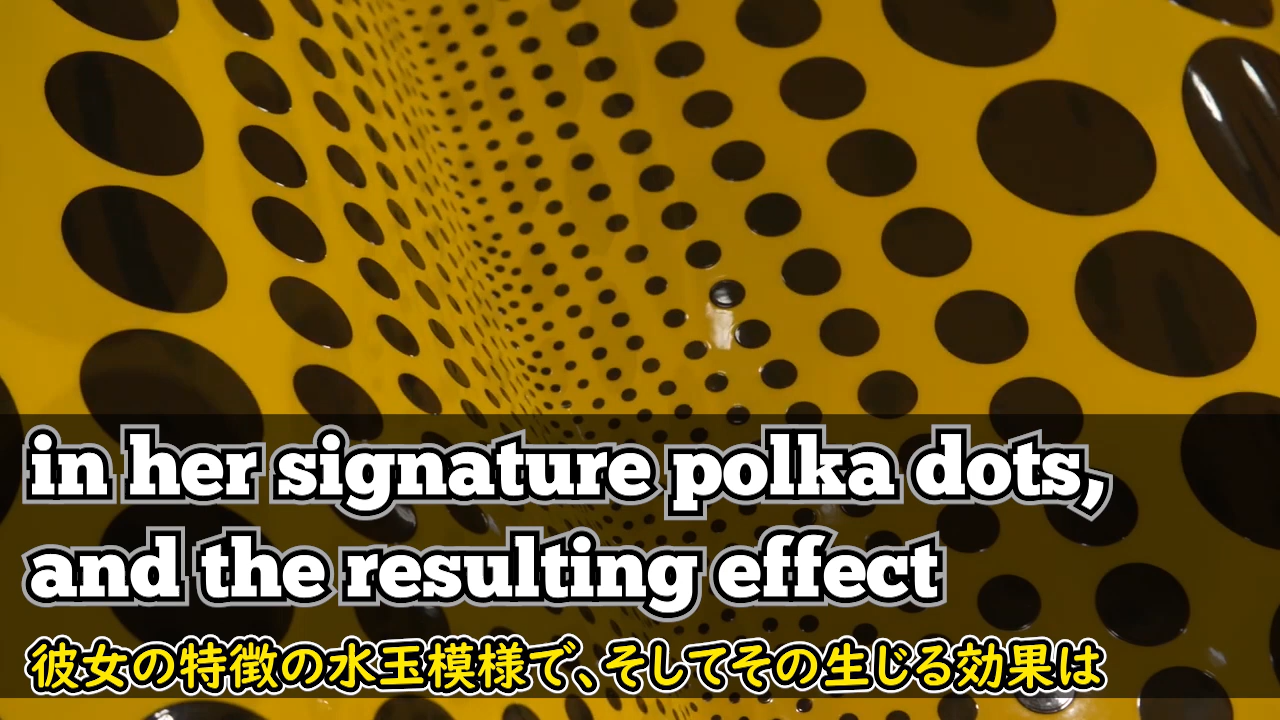 in her signature polka dots,
and the resulting effect
彼女の特徴の水玉模様で、そしてその生じる効果は